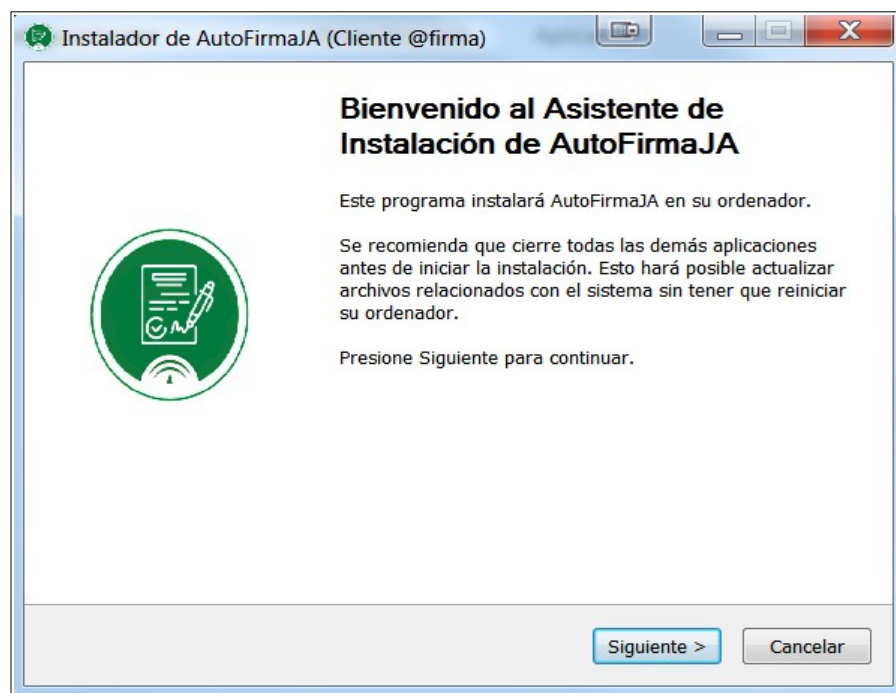 Instalador de AutoFirmaJA (Cliente @firma)
Bienvenido al Asistente de
Instalación de AutoFirmaJA
Este programa instalará AutoFirmaJA en su ordenador.
Se recomienda que cierre todas las demás aplicaciones
antes de iniciar la instalación. Esto hará posible actualizar
archivos relacionados con el sistema sin tener que reiniciar
su ordenador.
Presione Siguiente para continuar.
Siguiente >
Cancelar